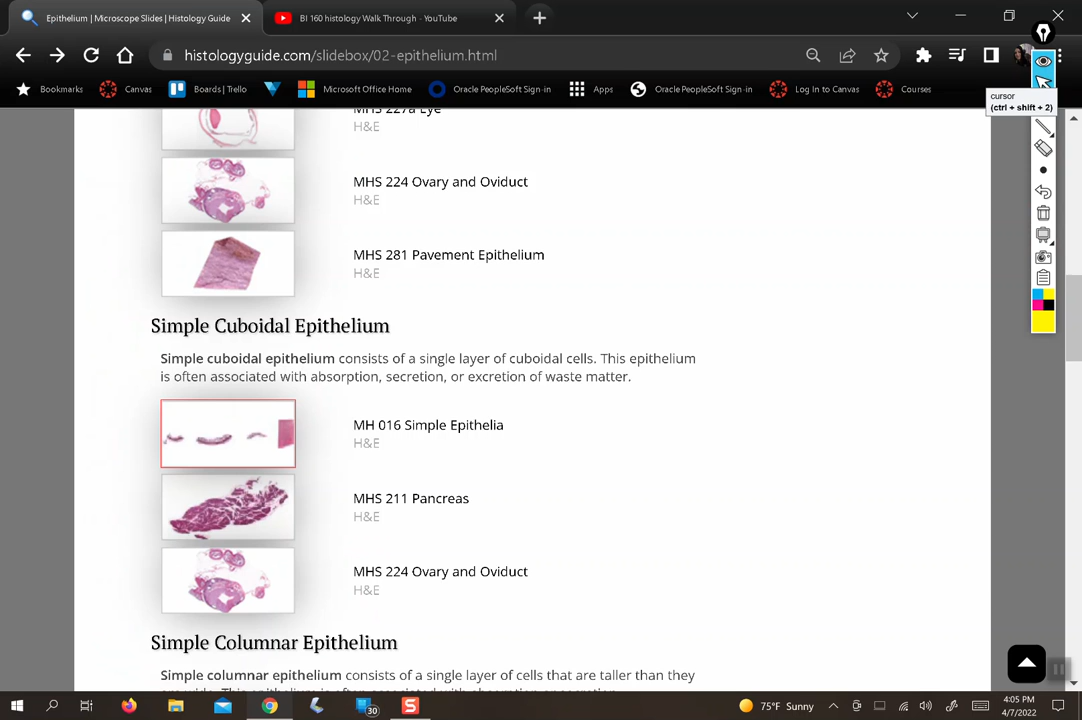 Epithelium | Microscope Slides | Histology Guide
BI 160 histology Walk Through - YouTube
histologyguide.com/slidebox/02-epithelium.html
Bookmarks
Canvas
Boards | Trello
Microsoft Office Home
Oracle PeopleSoft Sign-in
Apps
Oracle PeopleSoft Sign-in
Log In to Canvas
Courses
cursor
(ctrl + shift + 2)
MHS 227a Eye
H&E
MHS 224 Ovary and Oviduct
H&E
MHS 281 Pavement Epithelium
H&E
Simple Cuboidal Epithelium
Simple cuboidal epithelium consists of a single layer of cuboidal cells. This epithelium
is often associated with absorption, secretion, or excretion of waste matter.
MH 016 Simple Epithelia
H&E
MHS 211 Pancreas
H&E
MHS 224 Ovary and Oviduct
H&E
Simple Columnar Epithelium
Simple columnar epithelium consists of a single layer of cells that are taller than they
30
S
75°F Sunny
4:05 PM
4/7/2022